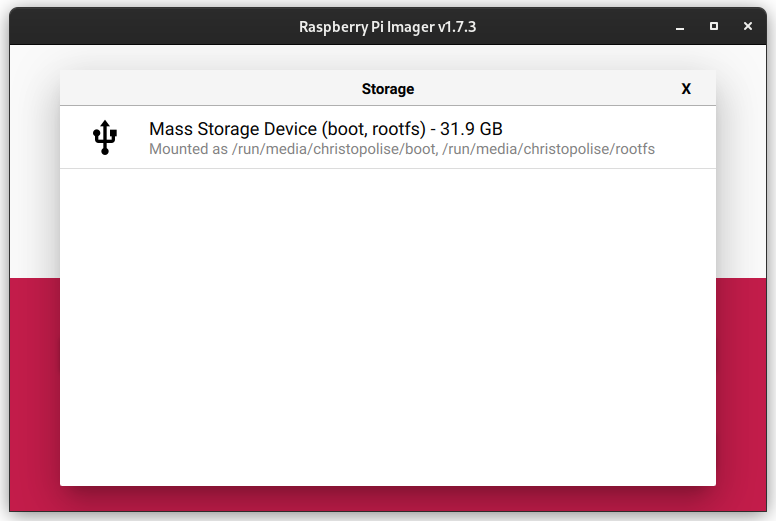 Raspberry Pi Imager v1.7.3
Storage
X
Mass Storage Device (boot, rootfs) - 31.9 GB
Mounted as /run/media/christopolise/boot, /run/media/christopolise/rootfs